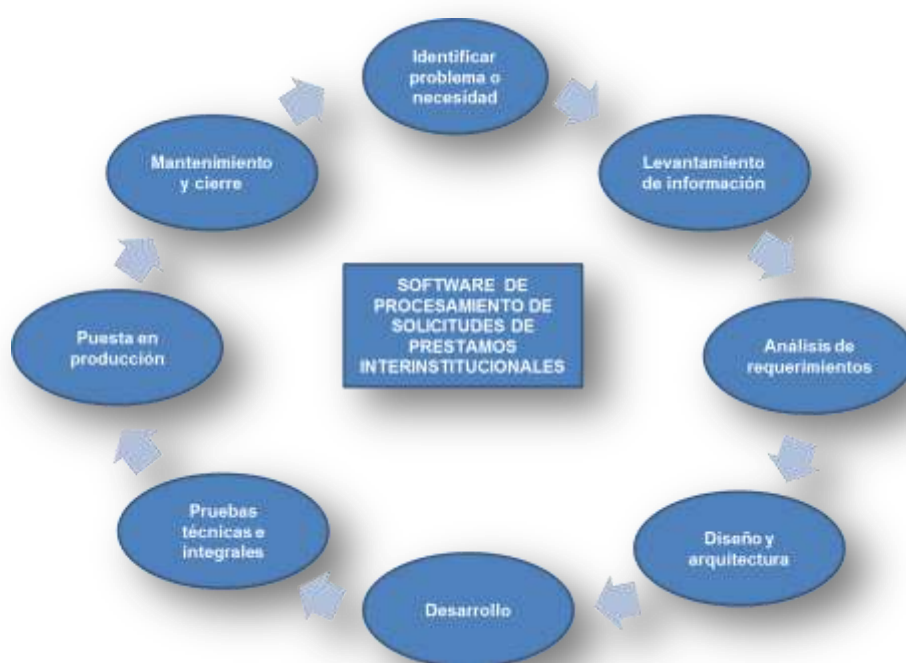 Identificar
problema o
necesidad
Levantamiento
de información
Análisis de
requerimientos
Diseño y
arquitectura
Desarrollo
Pruebas
técnicas e
integrales
Puesta en
producción
Mantenimiento
y cierre
SOFTWARE DE
PROCESAMIENTO DE
SOLICITUDES DE
PRESTAMOS
INTERINSTITUCIONALES